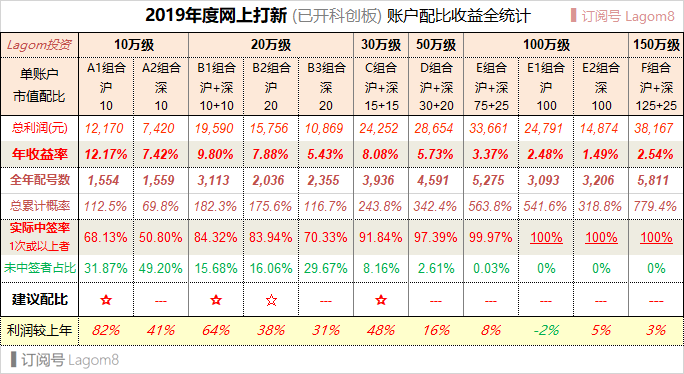 2019年度网上打新 (已开科创板) 账户配比收益全统计 ▌订阅号 Lagom8
Lagom投资 10万级 20万级 30万级 50万级 100万级 150万级
单账户 A1组合 A2组合 B1组合 B2组合 B3组合 C组合 D组合 E组合 E1组合 E2组合 F组合
市值配比 沪 深 沪+深 沪 深 沪+深 沪+深 沪+深 沪 深 沪+深
10 10 10+10 20 20 15+15 30+20 75+25 100 100 125+25
总利润(元) 12,170 7,420 19,590 15,756 10,869 24,252 28,654 33,661 24,791 14,874 38,167
年收益率 12.17% 7.42% 9.80% 7.88% 5.43% 8.08% 5.73% 3.37% 2.48% 1.49% 2.54%
全年配号数 1,554 1,559 3,113 2,036 2,355 3,936 4,591 5,275 3,093 3,206 5,811
总累计概率 112.5% 69.8% 182.3% 175.6% 116.7% 243.8% 342.4% 563.8% 541.6% 318.8% 779.4%
实际中签率 68.13% 50.80% 84.32% 83.94% 70.33% 91.84% 97.39% 99.97% 100% 100% 100%
1次或以上者
未中签者占比 31.87% 49.20% 15.68% 16.06% 29.67% 8.16% 2.61% 0.03% 0% 0% 0%
建议配比 ☆ --- ☆ ☆ --- ☆ --- --- --- --- ---
利润较上年 82% 41% 64% 38% 31% 48% 16% 8% -2% 5% 3%
▌订阅号 Lagom8